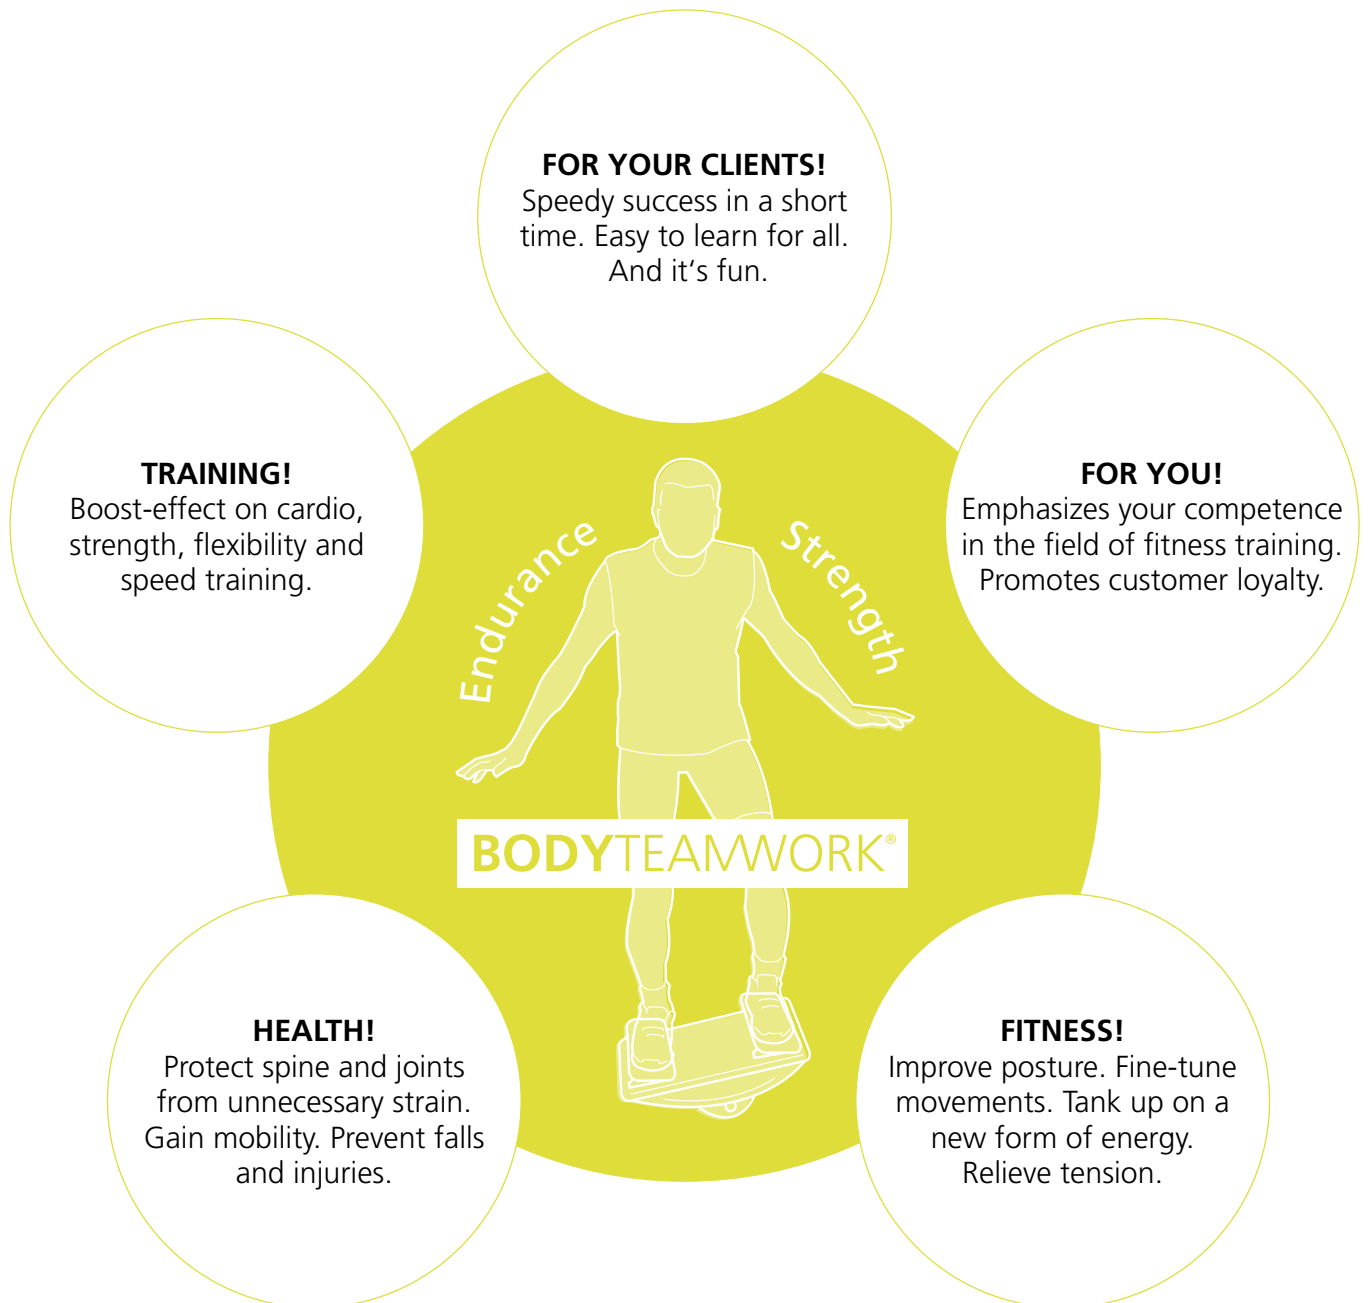 FOR YOUR CLIENTS!
Speedy success in a short
time. Easy to learn for all.
And it‘s fun.
TRAINING!
Boost-effect on cardio,
strength, flexibility and
speed training.
FOR YOU!
Emphasizes your competence
in the field of fitness training.
Promotes customer loyalty.
Endurance
Strength
BODYTEAMWORK®
HEALTH!
Protect spine and joints
from unnecessary strain.
Gain mobility. Prevent falls
and injuries.
FITNESS!
Improve posture. Fine-tune
movements. Tank up on a
new form of energy.
Relieve tension.